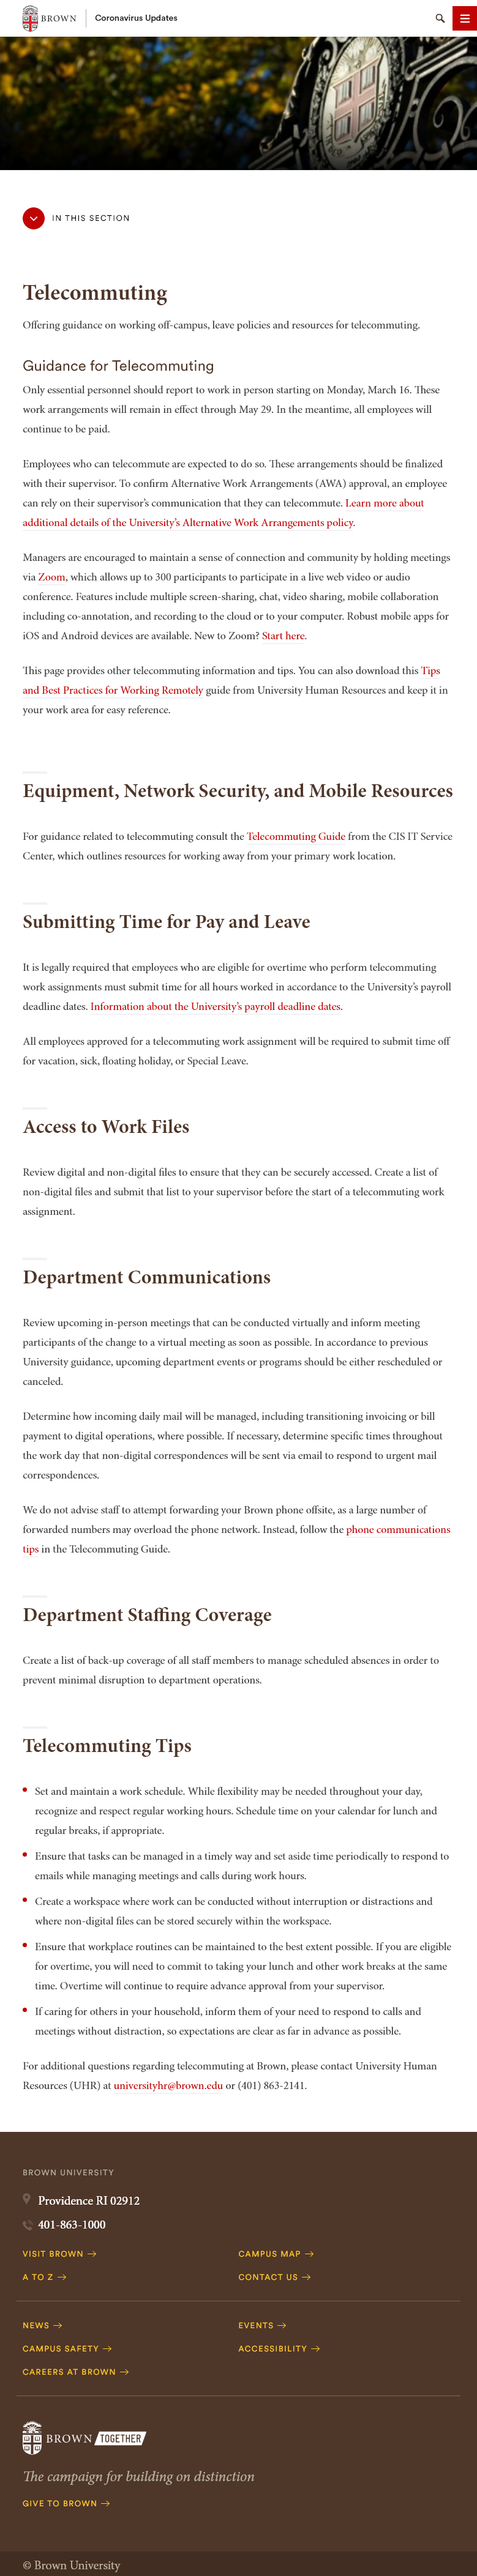 BROWN
Coronavirus Updates
IN THIS SECTION
Telecommuting
Offering guidance on working off-campus, leave policies and resources for telecommuting.
Guidance for Telecommuting
Only essential personnel should report to work in person starting on Monday, March 16. These
work arrangements will remain in effect through May 29. In the meantime, all employees will
continue to be paid.
Employees who can telecommute are expected to do so. These arrangements should be finalized
with their supervisor. To confirm Alternative Work Arrangements (AWA) approval, an employee
can rely on their supervisor's communication that they can telecommute. Learn more about
additional details of the University's Alternative Work Arrangements policy.
Managers are encouraged to maintain a sense of connection and community by holding meetings
via Zoom, which allows up to 300 participants to participate in a live web video or audio
conference. Features include multiple screen-sharing, chat, video sharing, mobile collaboration
including co-annotation, and recording to the cloud or to your computer. Robust mobile apps for
iOS and Android devices are available. New to Zoom? Start here.
This page provides other telecommuting information and tips. You can also download this Tips
and Best Practices for Working Remotely guide from University Human Resources and keep it in
your work area for easy reference.
Equipment, Network Security, and Mobile Resources
For guidance related to telecommuting consult the Telecommuting Guide from the CIS IT Service
Center, which outlines resources for working away from your primary work location.
Submitting Time for Pay and Leave
It is legally required that employees who are eligible for overtime who perform telecommuting
work assignments must submit time for all hours worked in accordance to the University's payroll
deadline dates. Information about the University's payroll deadline dates.
All employees approved for a telecommuting work assignment will be required to submit time off
for vacation, sick, floating holiday, or Special Leave.
Access to Work Files
Review digital and non-digital files to ensure that they can be securely accessed. Create a list of
non-digital files and submit that list to your supervisor before the start of a telecommuting work
assignment.
Department Communications
Review upcoming in-person meetings that can be conducted virtually and inform meeting
participants of the change to a virtual meeting as soon as possible. In accordance to previous
University guidance, upcoming department events or programs should be either rescheduled or
canceled.
Determine how incoming daily mail will be managed, including transitioning invoicing or bill
payment to digital operations, where possible. If necessary, determine specific times throughout
the work day that non-digital correspondences will be sent via email to respond to urgent mail
correspondences.
We do not advise staff to attempt forwarding your Brown phone offsite, as a large number of
forwarded numbers may overload the phone network. Instead, follow the phone communications
tips in the Telecommuting Guide.
Department Staffing Coverage
Create a list of back-up coverage of all staff members to manage scheduled absences in order to
prevent minimal disruption to department operations.
Telecommuting Tips
Set and maintain a work schedule. While flexibility may be needed throughout your day,
recognize and respect regular working hours. Schedule time on your calendar for lunch and
regular breaks, if appropriate.
Ensure that tasks can be managed in a timely way and set aside time periodically to respond to
emails while managing meetings and calls during work hours.
Create a workspace where work can be conducted without interruption or distractions and
where non-digital files can be stored securely within the workspace.
Ensure that workplace routines can be maintained to the best extent possible. If you are eligible
for overtime, you will need to commit to taking your lunch and other work breaks at the same
time. Overtime will continue to require advance approval from your supervisor.
If caring for others in your household, inform them of your need to respond to calls and
meetings without distraction, so expectations are clear as far in advance as possible.
For additional questions regarding telecommuting at Brown, please contact University Human
Resources (UHR) at universityhr@brown.edu or (401) 863-2141.
BROWN UNIVERSITY
Providence RI 02912
401-863-1000
VISIT BROWN
CAMPUS MAP
A TO Z
CONTACT US
NEWS
EVENTS
CAMPUS SAFETY
ACCESSIBILITY
CAREERS AT BROWN
BROWN TOGETHER
The campaign for building on distinction
GIVE TO BROWN
© Brown University